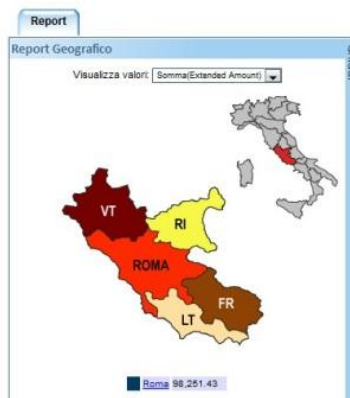 Report
Report Geografico
Visualizza valori: Somma(Extended Amount)
VT
RI
ROMA
FR
LT
Roma 98,251.43